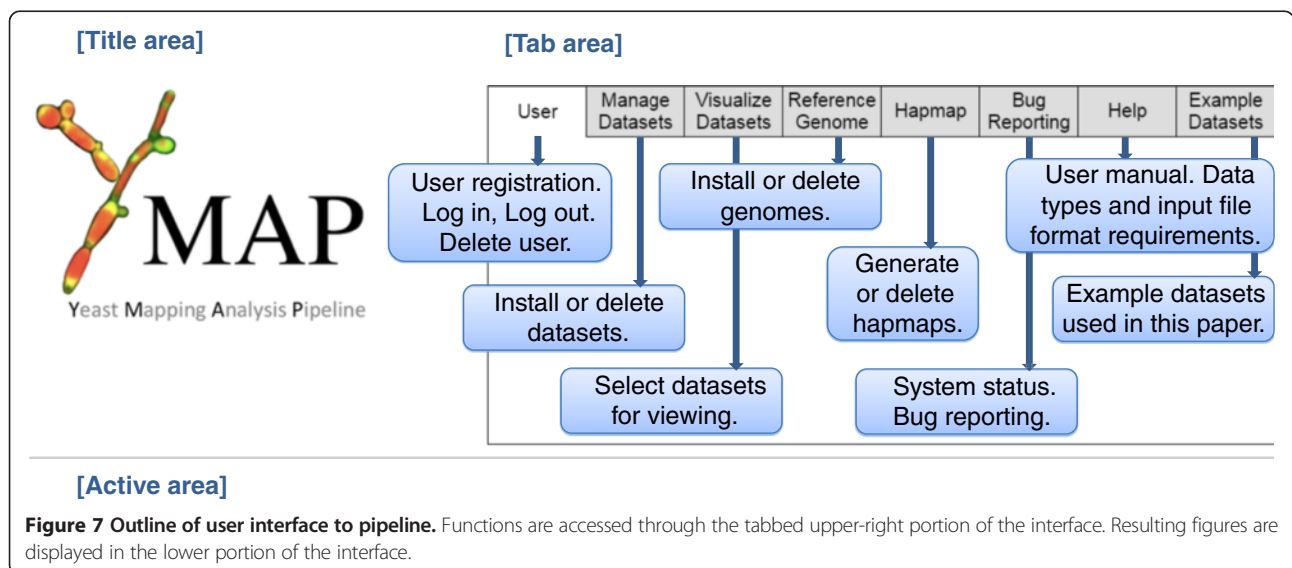 [Title area]
[Tab area]
User
Manage
Datasets
Visualize
Datasets
Reference
Genome
Hapmap
Bug
Reporting
Help
Example
Datasets
MAP
Yeast Mapping Analysis Pipeline
User registration.
Log in, Log out.
Delete user.
Install or delete
genomes.
User manual. Data
types and input file
format requirements.
Install or delete
datasets.
Generate
or delete
hapmaps.
Example datasets
used in this paper.
Select datasets
for viewing.
System status.
Bug reporting.
[Active area]
Figure 7 Outline of user interface to pipeline. Functions are accessed through the tabbed upper-right portion of the interface. Resulting figures are
displayed in the lower portion of the interface.